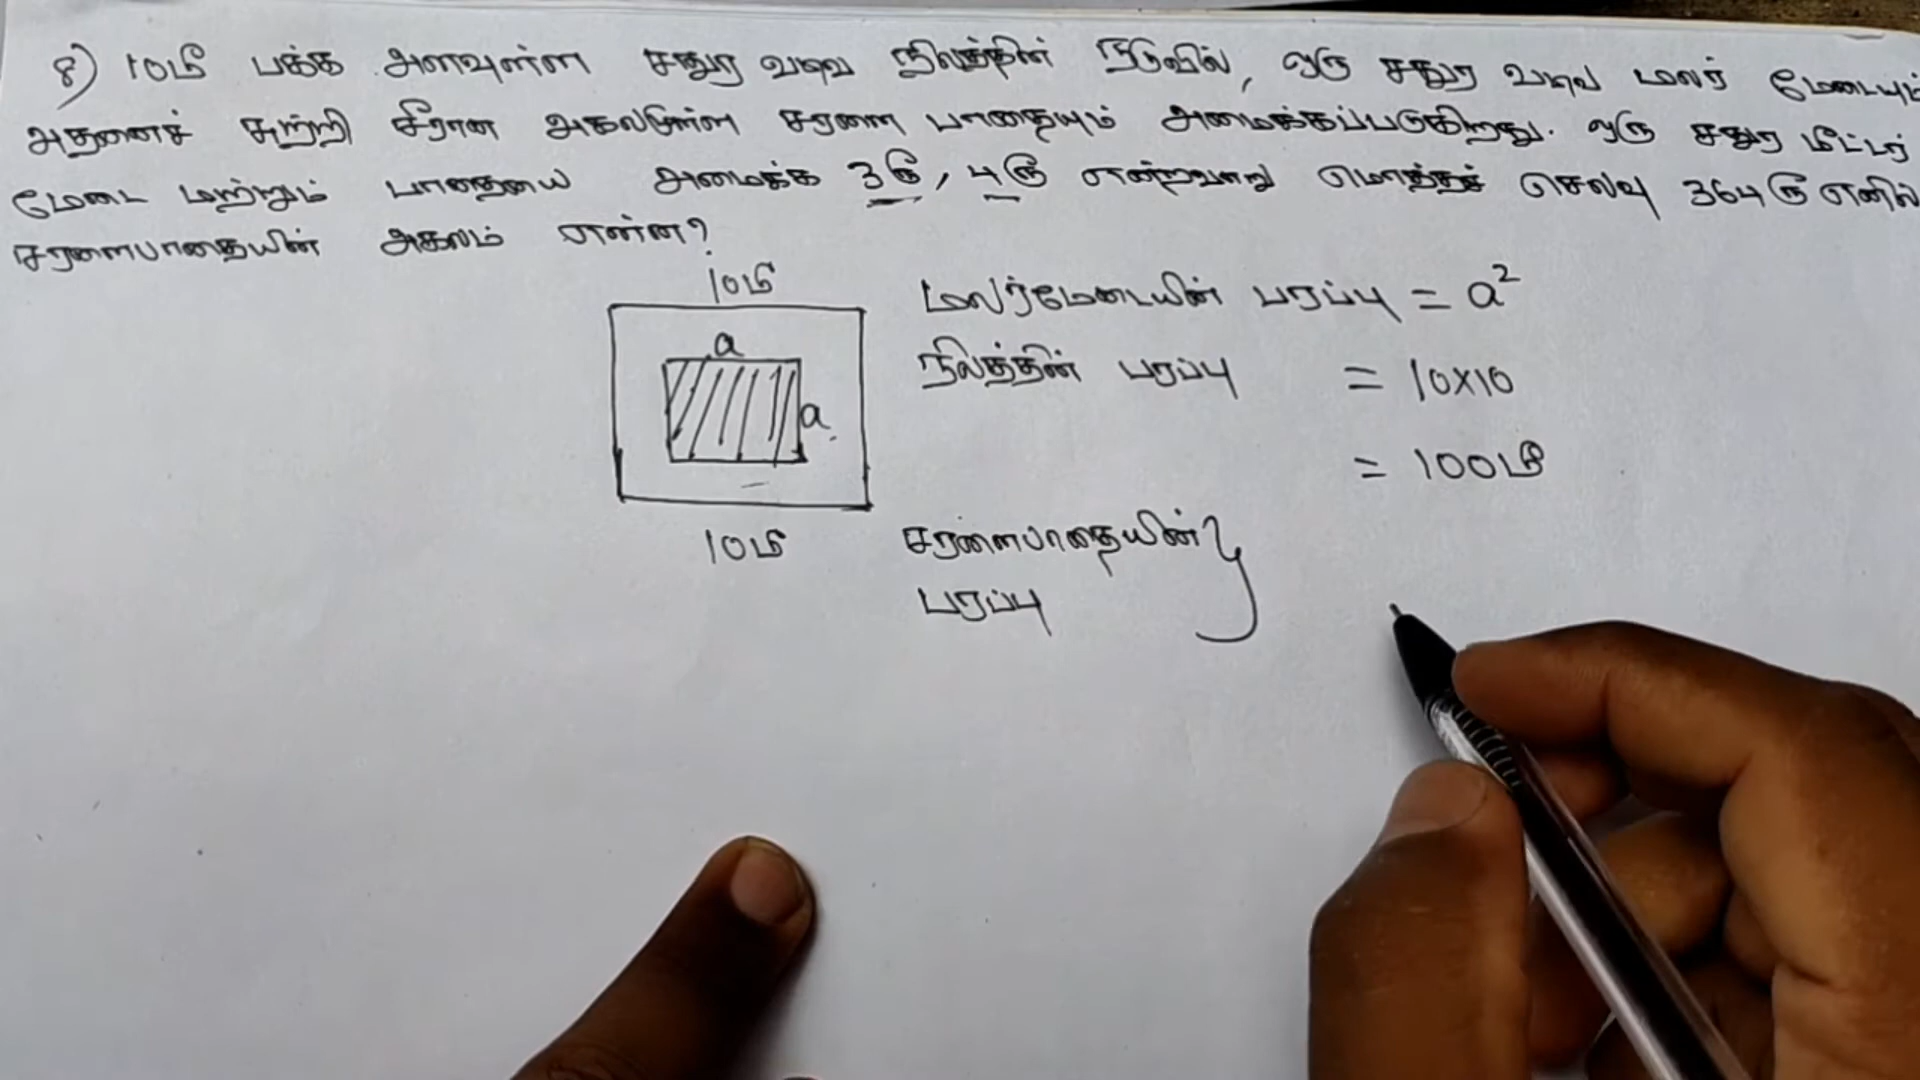 8) 10மீ பக்க அளவுள்ள சதுர வடிவ நிலத்தின் நடுவில், ஒரு சதுர வடிவ மலர் மேடையும்
அதனைச் சுற்றி சீரான அகலமுள்ள சரளை பாதையும் அமைக்கப்படுகிறது. ஒரு சதுர மீட்டர்
மேடை மற்றும் பாதையை அமைக்க 3ரூ, 4ரூ என்றவாறு மொத்தச் செலவு 364ரூ எனில்
சரளைபாதையின் அகலம் என்ன?
10மீ
a
a
10மீ
மலர்மேடையின் பரப்பு = a²
நிலத்தின் பரப்பு = 10×10
= 100மீ
சரளைபாதையின்
பரப்பு